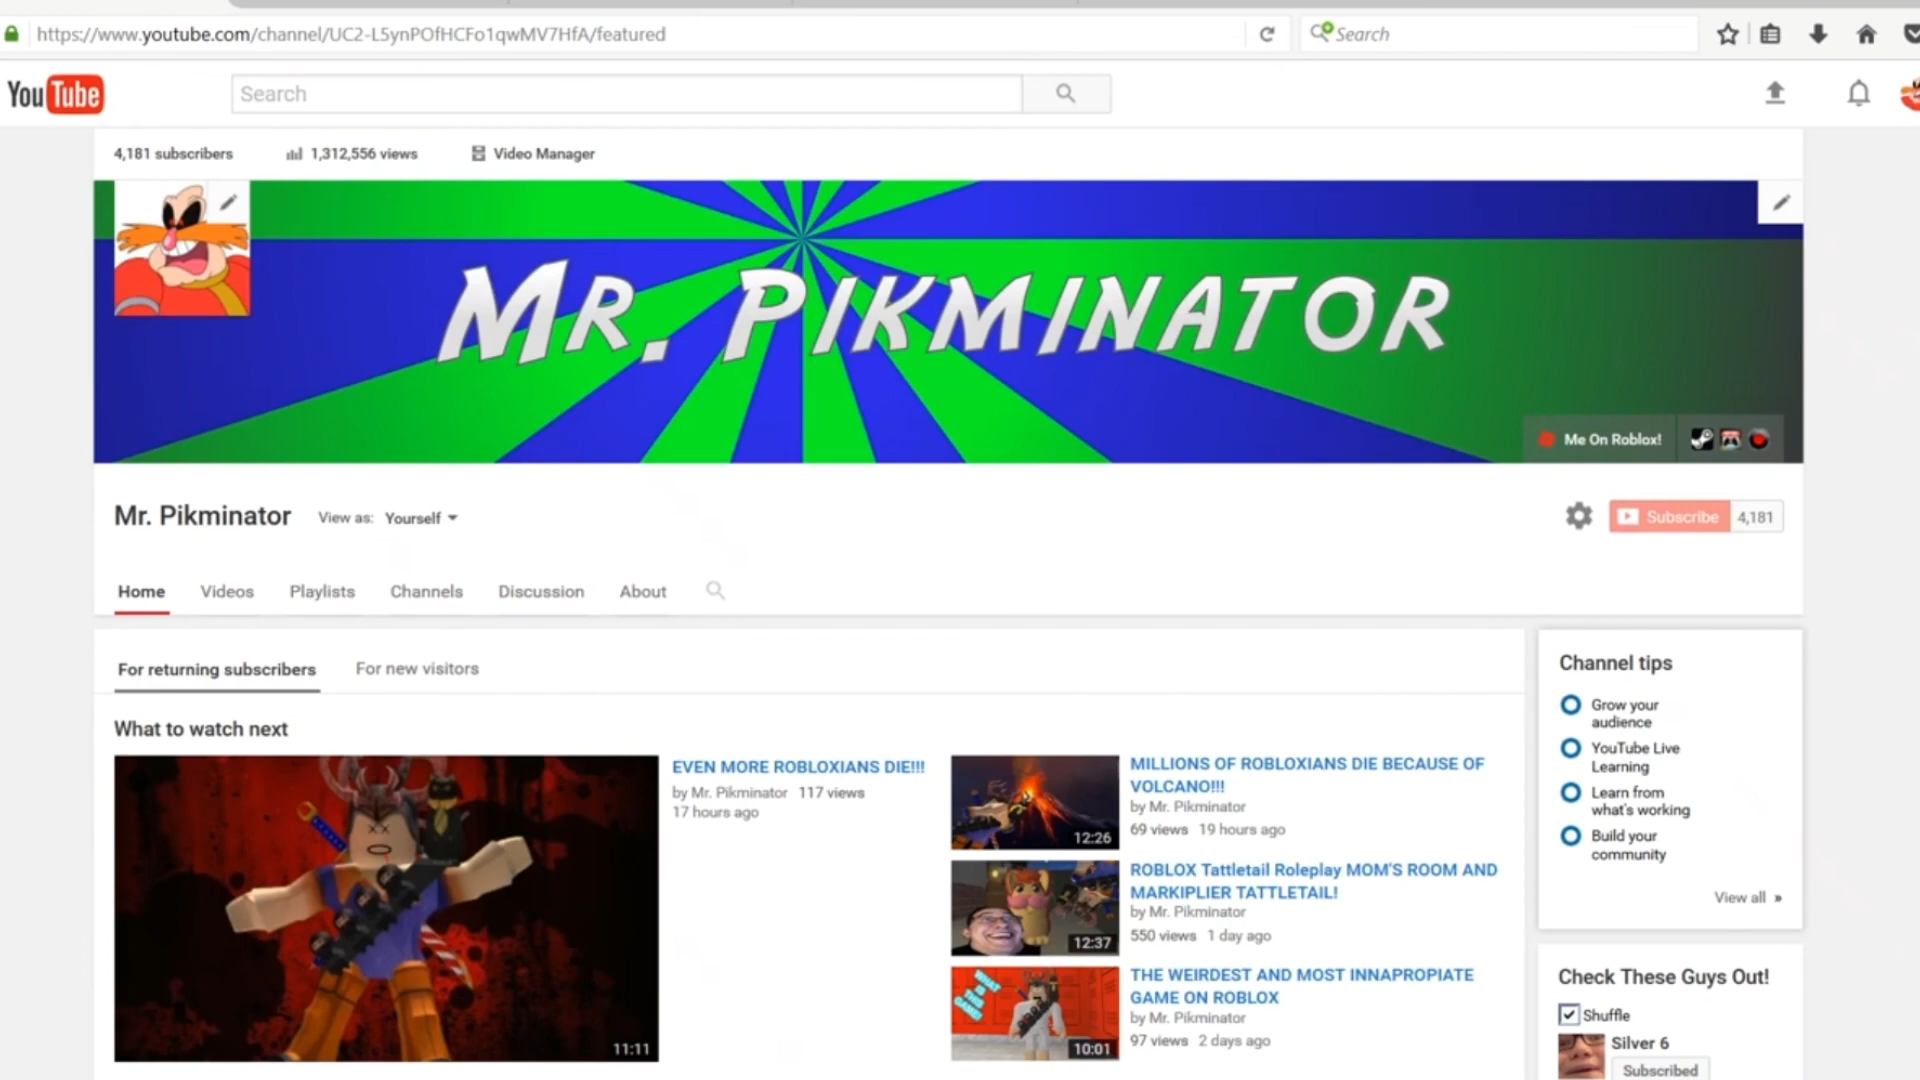 https://www.youtube.com/channel/UC2-L5ynPOfHCFo1qwMV7HfA/featured
Search
YouTube
Search
4,181 subscribers
1,312,556 views
Video Manager
MR. PIKMINATOR
Me On Roblox!
Mr. Pikminator
View as: Yourself
Subscribe 4,181
Home
Videos
Playlists
Channels
Discussion
About
For returning subscribers
For new visitors
What to watch next
11:11
EVEN MORE ROBLOXIANS DIE!!!
by Mr. Pikminator 117 views
17 hours ago
12:26
MILLIONS OF ROBLOXIANS DIE BECAUSE OF
VOLCANO!!!
by Mr. Pikminator
69 views 19 hours ago
12:37
ROBLOX Tattletail Roleplay MOM'S ROOM AND
MARKIPLIER TATTLETAIL!
by Mr. Pikminator
550 views 1 day ago
WHAT
THIS
GAME
10:01
THE WEIRDEST AND MOST INNAPROPIATE
GAME ON ROBLOX
by Mr. Pikminator
97 views 2 days ago
Channel tips
Grow your
audience
YouTube Live
Learning
Learn from
what's working
Build your
community
View all »
Check These Guys Out!
Shuffle
Silver 6
Subscribed